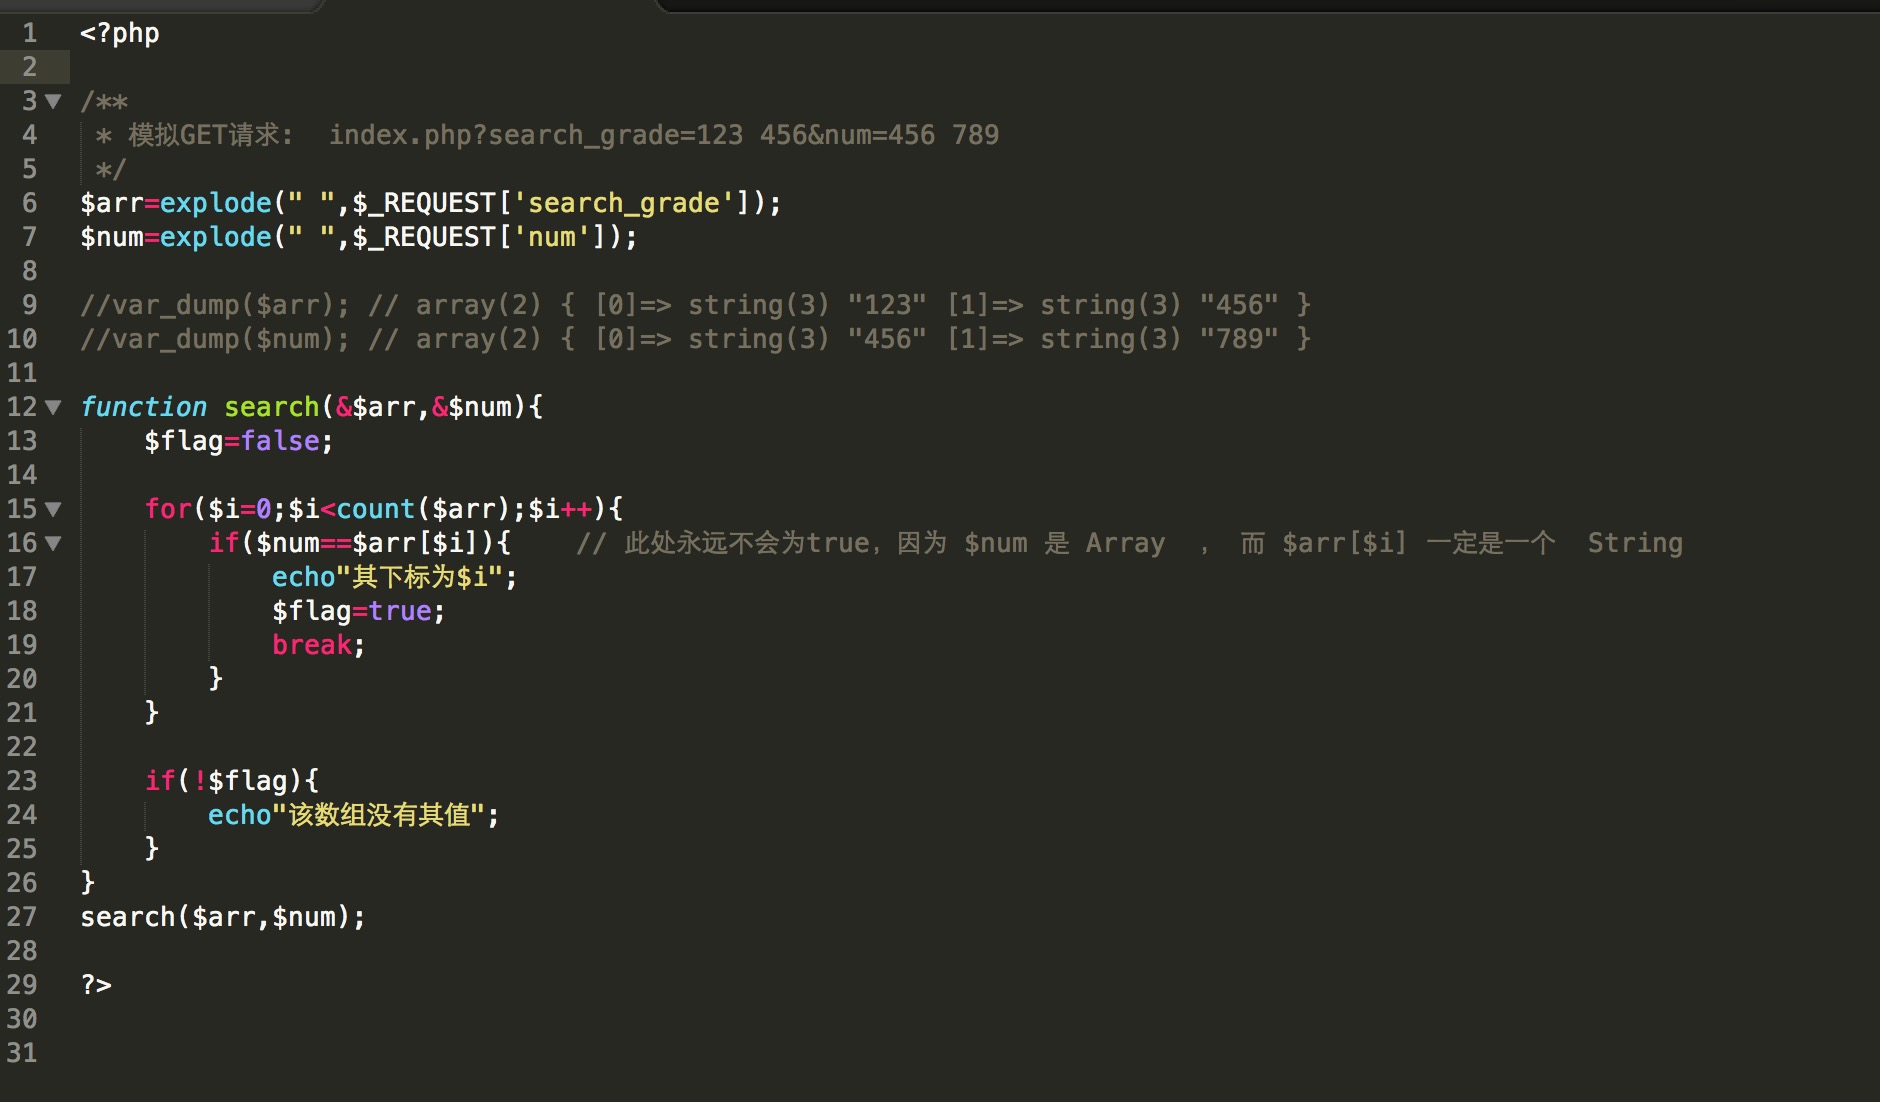 1 <?php
2
3 /**
4  * 模拟GET请求:  index.php?search_grade=123 456&num=456 789
5  */
6 $arr=explode(" ",$_REQUEST['search_grade']);
7 $num=explode(" ",$_REQUEST['num']);
8
9 //var_dump($arr); // array(2) { [0]=> string(3) "123" [1]=> string(3) "456" }
10 //var_dump($num); // array(2) { [0]=> string(3) "456" [1]=> string(3) "789" }
11
12 function search(&$arr,&$num){
13     $flag=false;
14
15     for($i=0;$i<count($arr);$i++){
16         if($num==$arr[$i]){    // 此处永远不会为true，因为 $num 是 Array ， 而 $arr[$i] 一定是一个  String
17             echo"其下标为$i";
18             $flag=true;
19             break;
20         }
21     }
22
23     if(!$flag){
24         echo"该数组没有其值";
25     }
26 }
27 search($arr,$num);
28
29 ?>
30
31